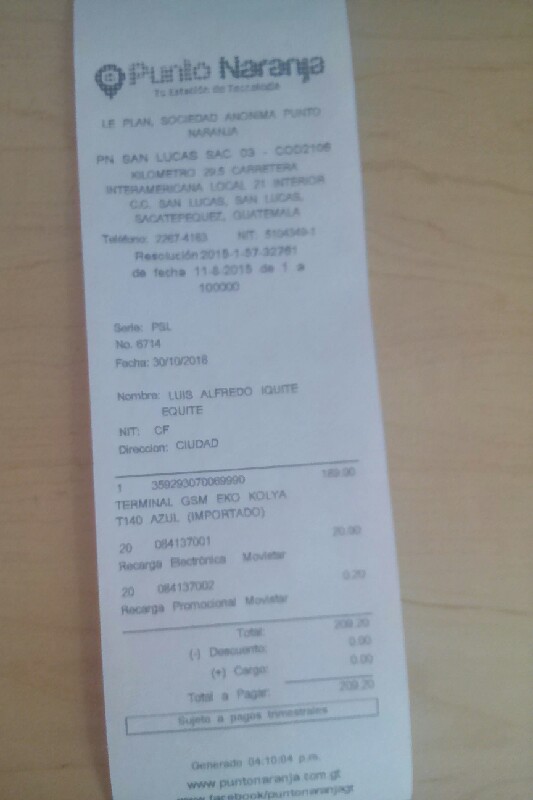 Punto Naranja
Tu Estación de Tecnología
LE PLAN, SOCIEDAD ANONIMA PUNTO
NARANJA
PN SAN LUCAS SAC 03 - COD2106
KILOMETRO 29.5 CARRETERA
INTERAMERICANA LOCAL 21 INTERIOR
C.C. SAN LUCAS, SAN LUCAS,
SACATEPEQUEZ, GUATEMALA
Teléfono: 2267-4163 NIT: 5104349-1
Resolución 2015-1-57-32761
de fecha 11-8-2015 de 1 a
100000
Serie: PSL
No. 6714
Fecha: 30/10/2016
Nombre: LUIS ALFREDO IQUITE
EQUITE
NIT: CF
Direccion: CIUDAD
1 359293070069990 189.00
TERMINAL GSM EKO KOLYA
T140 AZUL (IMPORTADO)
20 084137001 20.00
Recarga Electrónica Movistar
20 084137002 0.20
Recarga Promocional Movistar
Total: 209.20
(-) Descuento: 0.00
(+) Cargo: 0.00
Total a Pagar: 209.20
Sujeto a pagos trimestrales
Generado 04:10:04 p.m.
www.puntonaranja.com.gt
www.facebook/puntonaranjagt